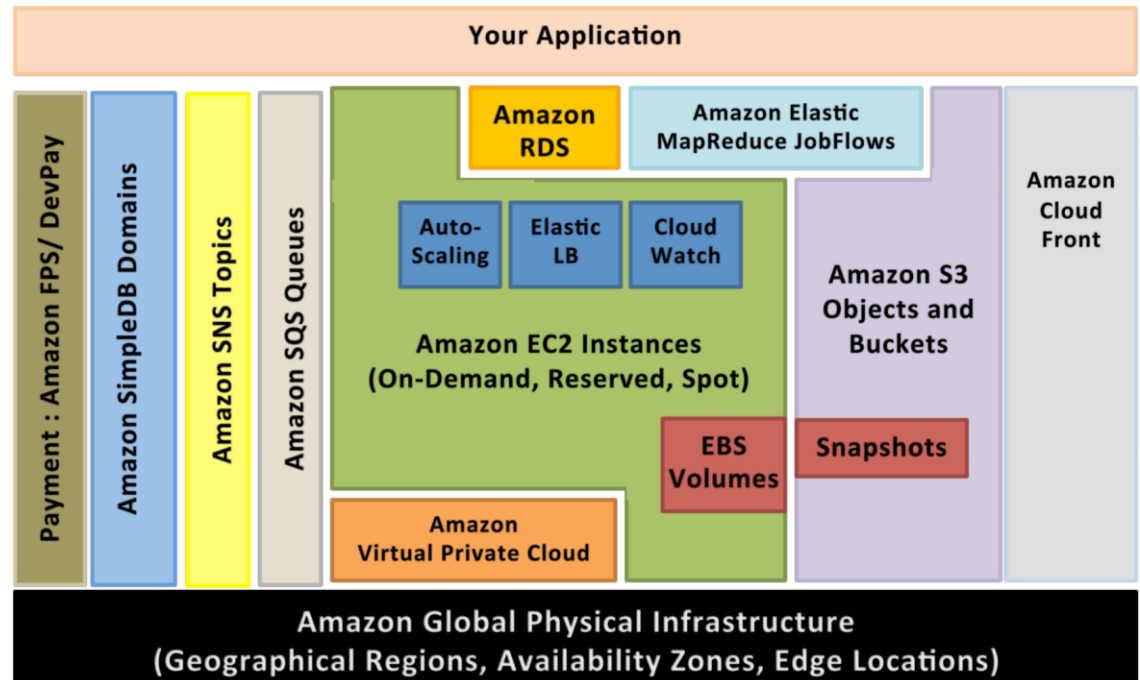 Your Application
Payment : Amazon FPS/ DevPay
Amazon SimpleDB Domains
Amazon SNS Topics
Amazon SQS Queues
Amazon
RDS
Amazon Elastic
MapReduce JobFlows
Auto-
Scaling
Elastic
LB
Cloud
Watch
Amazon EC2 Instances
(On-Demand, Reserved, Spot)
EBS
Volumes
Amazon
Virtual Private Cloud
Amazon S3
Objects and
Buckets
Snapshots
Amazon
Cloud
Front
Amazon Global Physical Infrastructure
(Geographical Regions, Availability Zones, Edge Locations)